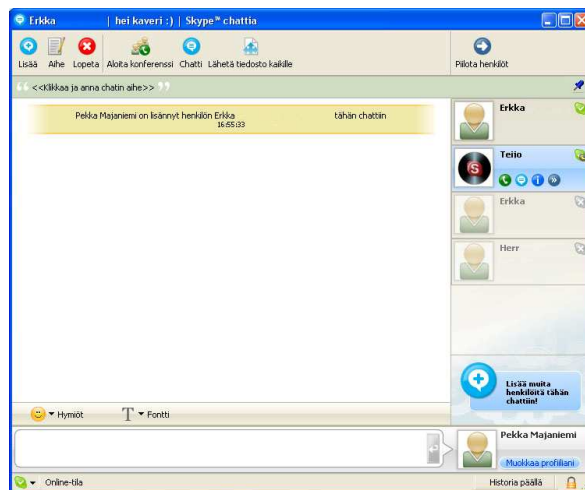 Erkka | hei kaveri :) | Skype™ chattia
Lisää Aihe Lopeta Aloita konferenssi Chatti Lähetä tiedosto kaikille Piilota henkilöt
<<Klikkaa ja anna chatin aihe>>
Pekka Majaniemi on lisännyt henkilön Erkka tähän chattiin
16:55:33
Erkka
Teiio
S
Erkka
Herr
Lisää muita
henkilöitä tähän
chattiin!
Hymiöt T Fontti
Pekka Majaniemi
Muokkaa profiiliani
Online-tila Historia päällä